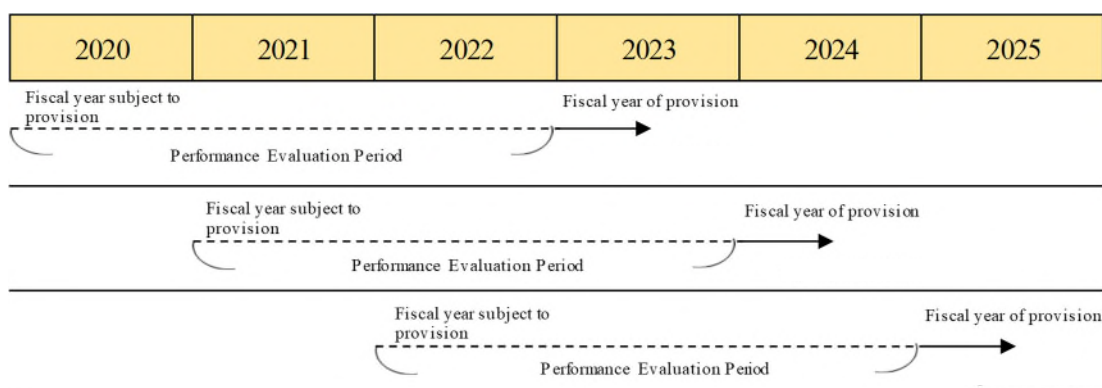 2020 2021 2022 2023 2024 2025
Fiscal year subject to
provision
Fiscal year of provision
Performance Evaluation Period
Fiscal year subject to
provision
Fiscal year of provision
Performance Evaluation Period
Fiscal year subject to
provision
Fiscal year of provision
Performance Evaluation Period